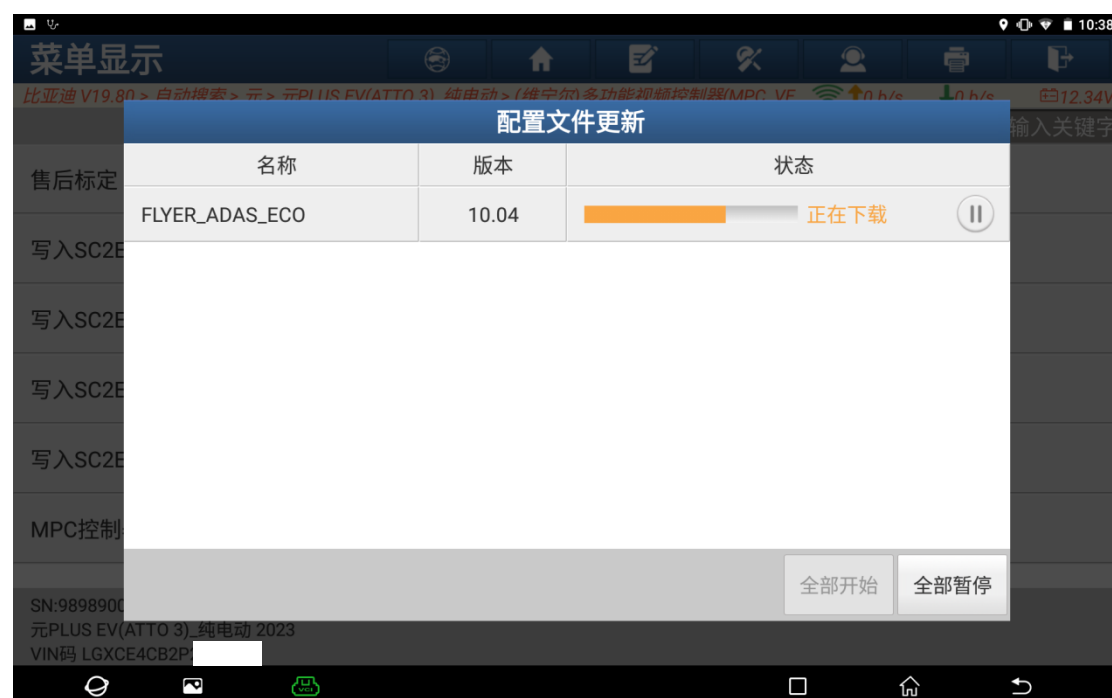 10:38
菜单显示
比亚迪 V19.80 > 自动搜索 > 元 > 元PLUS EV(ATTO 3)_纯电动 > (维宁尔)多功能视频控制器(MPC_VE 0 b/s 0 b/s 12.34V
配置文件更新
输入关键字
名称 版本 状态
售后标定
FLYER_ADAS_ECO 10.04 正在下载
写入SC2E
写入SC2E
写入SC2E
写入SC2E
MPC控制
全部开始 全部暂停
SN:9898900
元PLUS EV(ATTO 3)_纯电动 2023
VIN码 LGXCE4CB2P
VCI